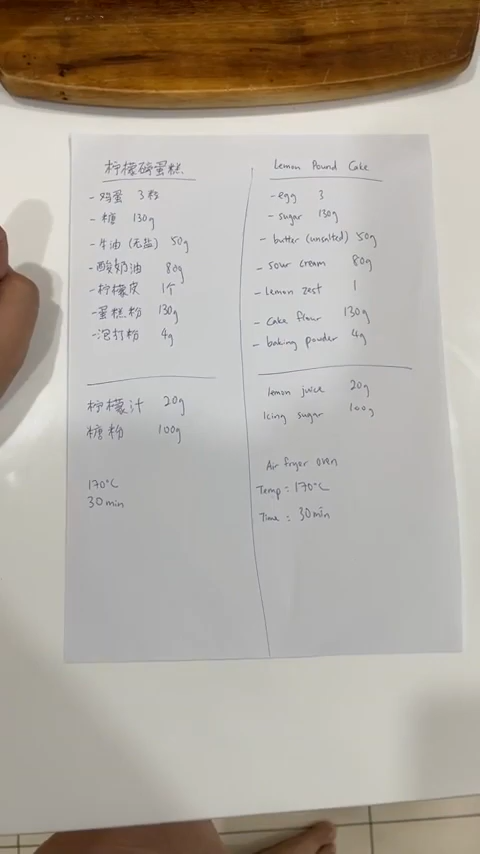 柠檬磅蛋糕
- 鸡蛋 3粒
- 糖 130g
- 牛油 (无盐) 50g
- 酸奶油 80g
- 柠檬皮 1个
- 蛋糕粉 130g
- 泡打粉 4g
柠檬汁 20g
糖粉 100g
170°C
30min
Lemon Pound Cake
- egg 3
- sugar 130g
- butter (unsalted) 50g
- sour cream 80g
- Lemon zest 1
- cake flour 130g
- baking powder 4g
lemon juice 20g
Icing sugar 100g
Air fryer oven
Temp : 170°C
Time : 30min